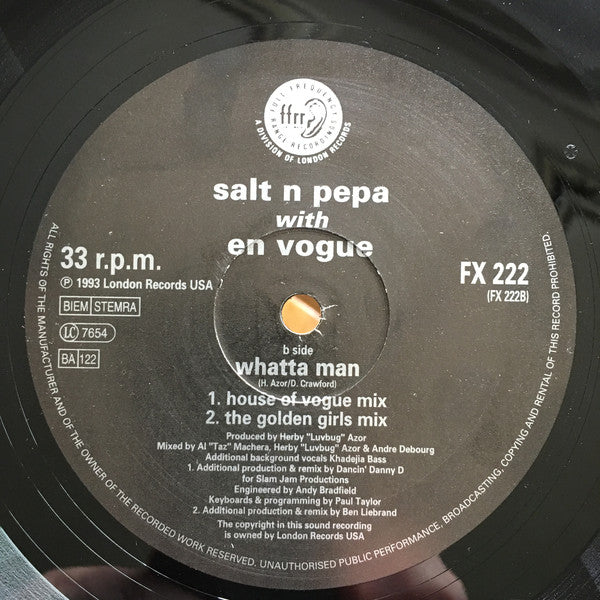 FULL FREQUENCY
RANGE RECORDINGS
ffrr
A DIVISION OF LONDON RECORDS
salt n pepa
with
en vogue
33 r.p.m.
℗ 1993 London Records USA
BIEM STEMRA
LC 7654
BA 122
FX 222
(FX 222B)
b side
whatta man
(H. Azor/D. Crawford)
1. house of vogue mix
2. the golden girls mix
Produced by Herby "Luvbug" Azor
Mixed by Al "Taz" Machera, Herby "Luvbug" Azor & Andre Debourg
Additional background vocals Khadejia Bass
1. Additional production & remix by Dancin' Danny D
for Slam Jam Productions
Engineered by Andy Bradfield
Keyboards & programming by Paul Taylor
2. Additional production & remix by Ben Liebrand
The copyright in this sound recording
is owned by London Records USA
ALL RIGHTS OF THE MANUFACTURER AND OF THE OWNER OF THE RECORDED WORK RESERVED. UNAUTHORISED PUBLIC PERFORMANCE, BROADCASTING, COPYING AND RENTAL OF THIS RECORD PROHIBITED.